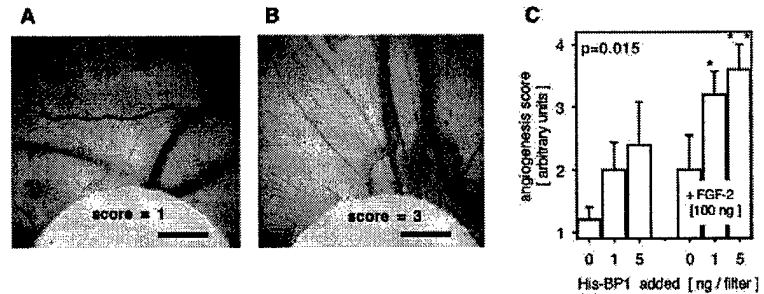 A
B
C
score = 1
score = 3
p=0.015
*
* *
angiogenesis score
[ arbitrary units ]
4
3
2
1
+ FGF-2
[100 ng ]
0 1 5 0 1 5
His-BP1 added [ ng / filter ]